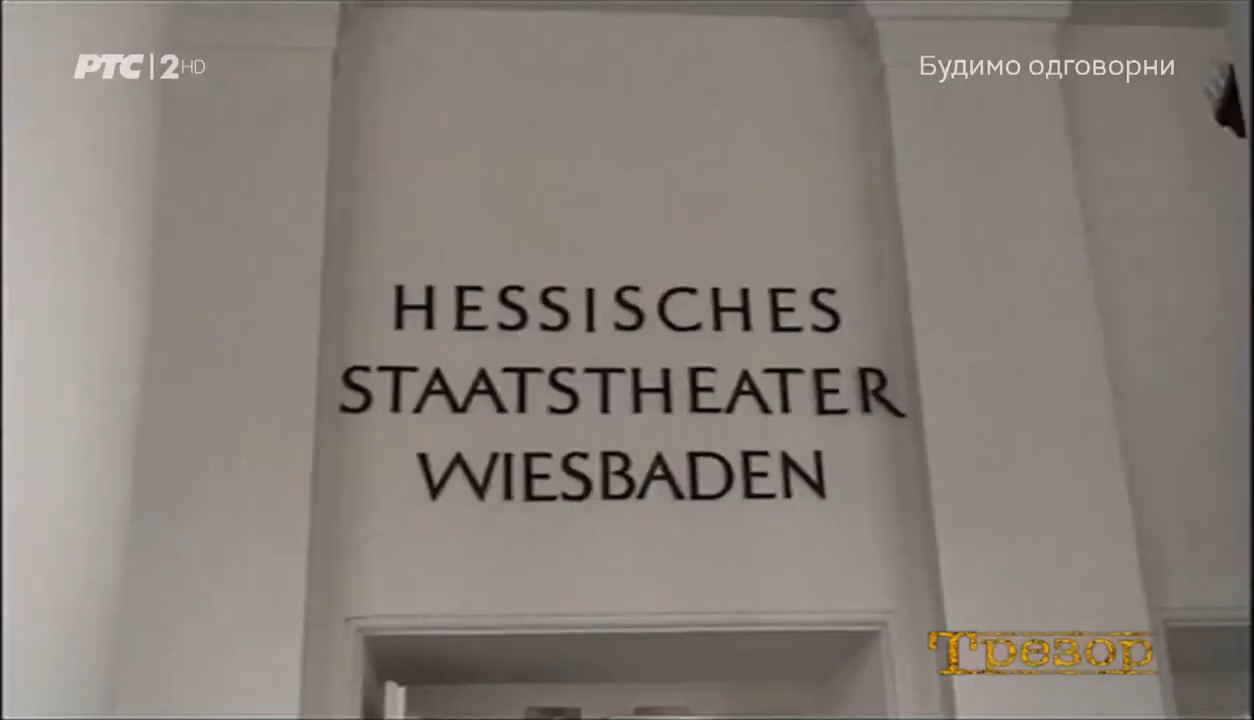 РТС|2HD
Будимо одговорни
HESSISCHES
STAATSTHEATER
WIESBADEN
Трезор